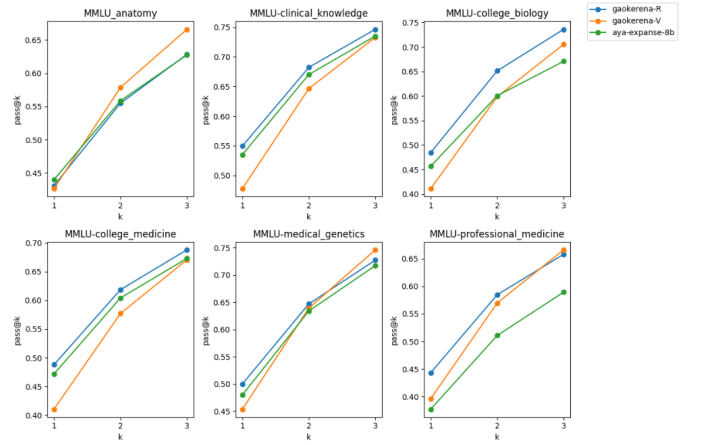 gaokerena-R
gaokerena-V
aya-expanse-8b
MMLU_anatomy
pass@k
0.65
0.60
0.55
0.50
0.45
1 2 3
k
MMLU-clinical_knowledge
pass@k
0.75
0.70
0.65
0.60
0.55
0.50
1 2 3
k
MMLU-college_biology
pass@k
0.75
0.70
0.65
0.60
0.55
0.50
0.45
0.40
1 2 3
k
MMLU-college_medicine
pass@k
0.70
0.65
0.60
0.55
0.50
0.45
0.40
1 2 3
k
MMLU-medical_genetics
pass@k
0.75
0.70
0.65
0.60
0.55
0.50
0.45
1 2 3
k
MMLU-professional_medicine
pass@k
0.65
0.60
0.55
0.50
0.45
0.40
1 2 3
k